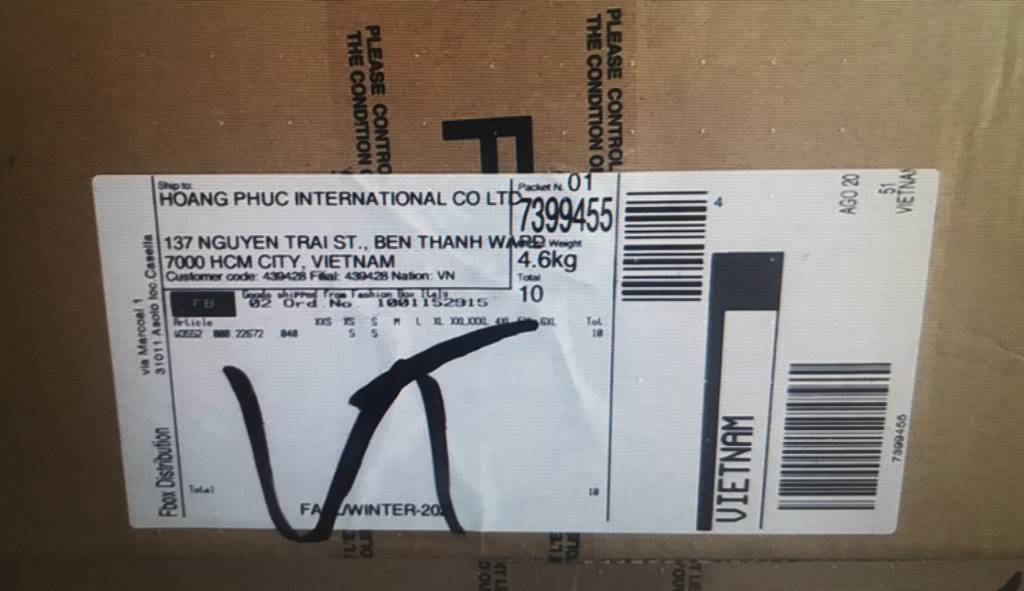 PLEASE CONTRO
THE CONDITION
PLEASE CONTROL
THE CONDITION O
F
Ship to:
HOANG PHUC INTERNATIONAL CO LTD
137 NGUYEN TRAI ST., BEN THANH WARD
7000 HCM CITY, VIETNAM
Customer code: 439428 Filial: 439428 Nation: VN
Packet N. 01
7399455
Weight
4.6kg
Total
10
FB
Goods shipped from Fashion Box Italy
02 Ord. No. 1001152915
Article XXS XS S M L XL XXL XXXL 4XL 6XL Tot.
22672 S S 10
Total 10
FALL/WINTER-202
via Marcoai 1
31011 Asolo loc.Casella
Fbox Distribution
4
AGO 20
51
VIETNAM
VIETNAM
7399455